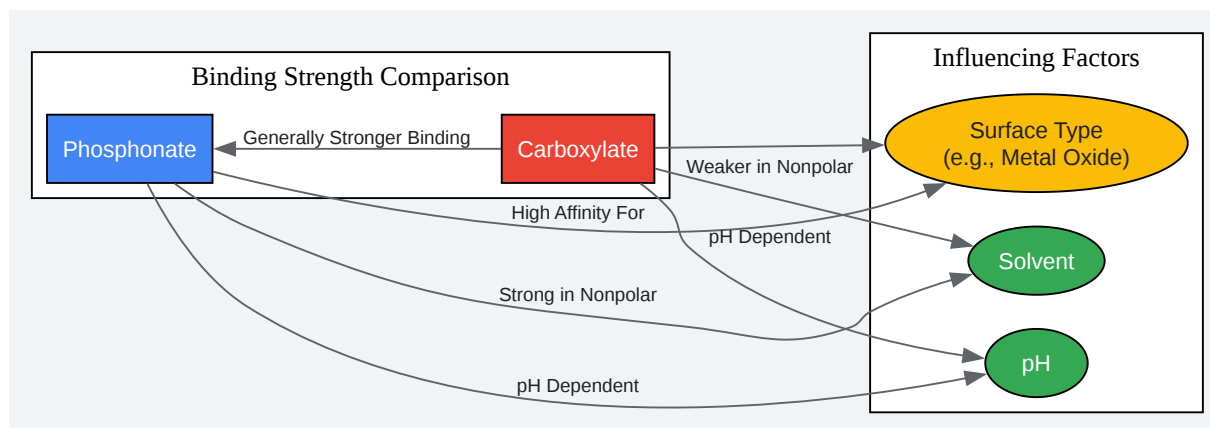 Binding Strength Comparison
Influencing Factors
Phosphonate
Generally Stronger Binding
Carboxylate
Surface Type
(e.g., Metal Oxide)
Weaker in Nonpolar
High Affinity For
pH Dependent
Solvent
Strong in Nonpolar
pH
pH Dependent